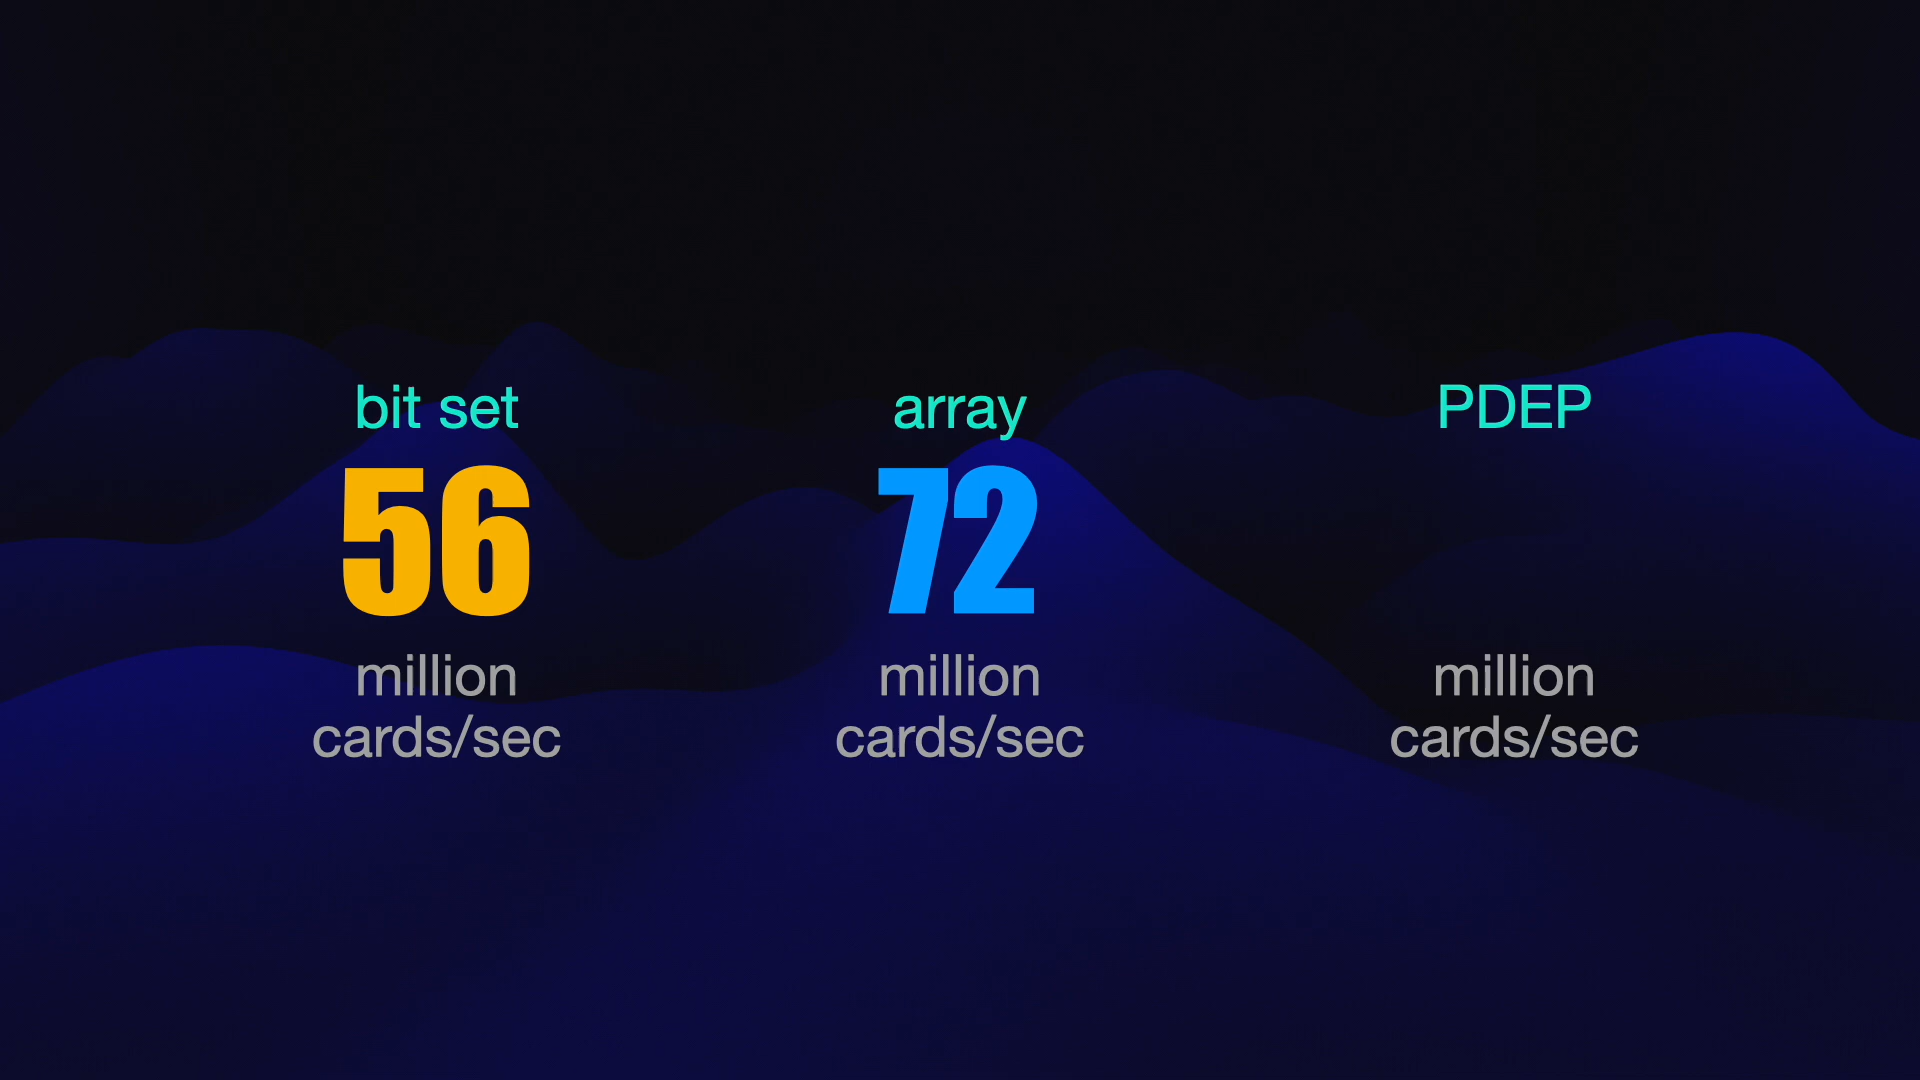 bit set
56
million
cards/sec
array
72
million
cards/sec
PDEP
million
cards/sec